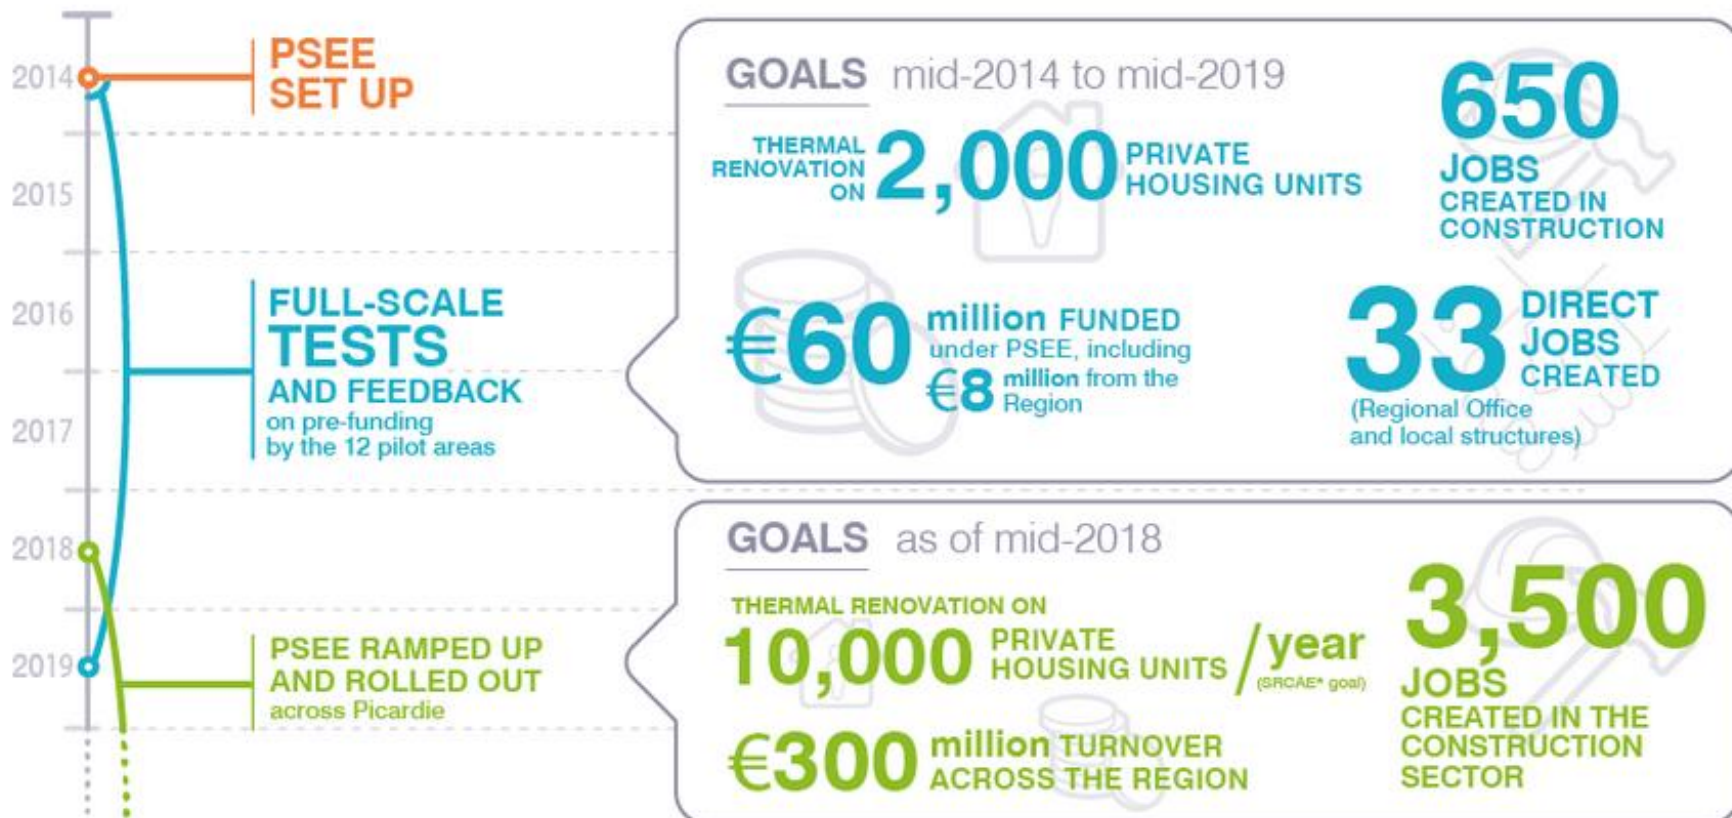 2014
PSEE
SET UP
2015
2016
FULL-SCALE
TESTS
AND FEEDBACK
on pre-funding
by the 12 pilot areas
2017
2018
2019
PSEE RAMPED UP
AND ROLLED OUT
across Picardie
GOALS mid-2014 to mid-2019
THERMAL
RENOVATION
ON
2,000
PRIVATE
HOUSING UNITS
650
JOBS
CREATED IN
CONSTRUCTION
€60
million FUNDED
under PSEE, including
€8 million from the
Region
33
DIRECT
JOBS
CREATED
(Regional Office
and local structures)
GOALS as of mid-2018
THERMAL RENOVATION ON
10,000
PRIVATE
HOUSING UNITS
/year
(SRCAE* goal)
€300
million TURNOVER
ACROSS THE REGION
3,500
JOBS
CREATED IN THE
CONSTRUCTION
SECTOR